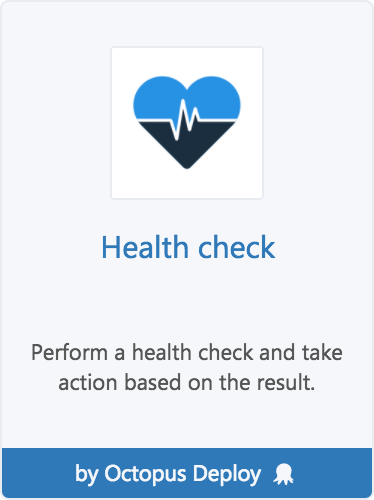 Health check
Perform a health check and take
action based on the result.
by Octopus Deploy